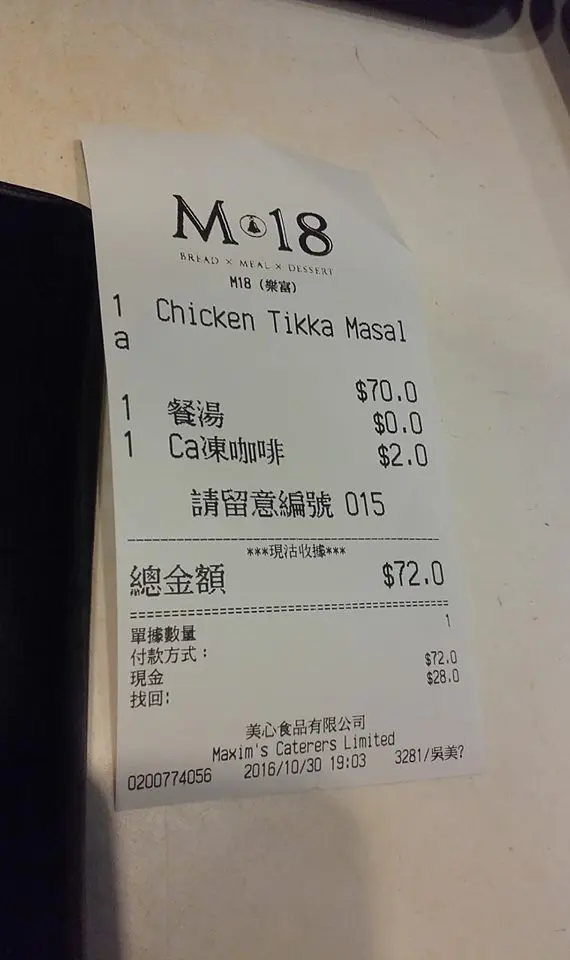 M 18
BREAD × MEAL × DESSERT
M18 (樂富)
1 Chicken Tikka Masal
a
$70.0
1 餐湯 $0.0
1 Ca凍咖啡 $2.0
請留意編號 015
***現沽收據***
總金額 $72.0
單據數量 1
付款方式：
現金 $72.0
找回: $28.0
美心食品有限公司
Maxim's Caterers Limited
0200774056 2016/10/30 19:03 3281/吳美?